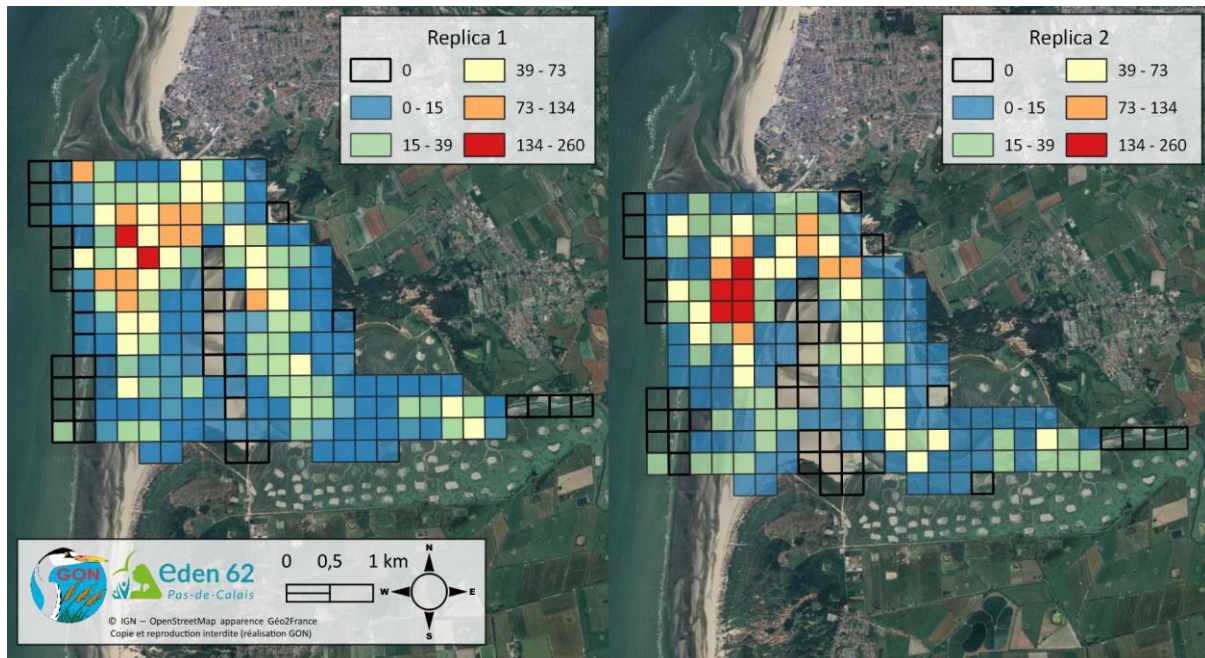 Replica 1
0
39 - 73
0 - 15
73 - 134
15 - 39
134 - 260
Replica 2
0
39 - 73
0 - 15
73 - 134
15 - 39
134 - 260
GON
eden 62
Pas-de-Calais
0 0,5 1 km
N
W E
S
© IGN – OpenStreetMap apparence Géo2France
Copie et reproduction interdite (réalisation GON)